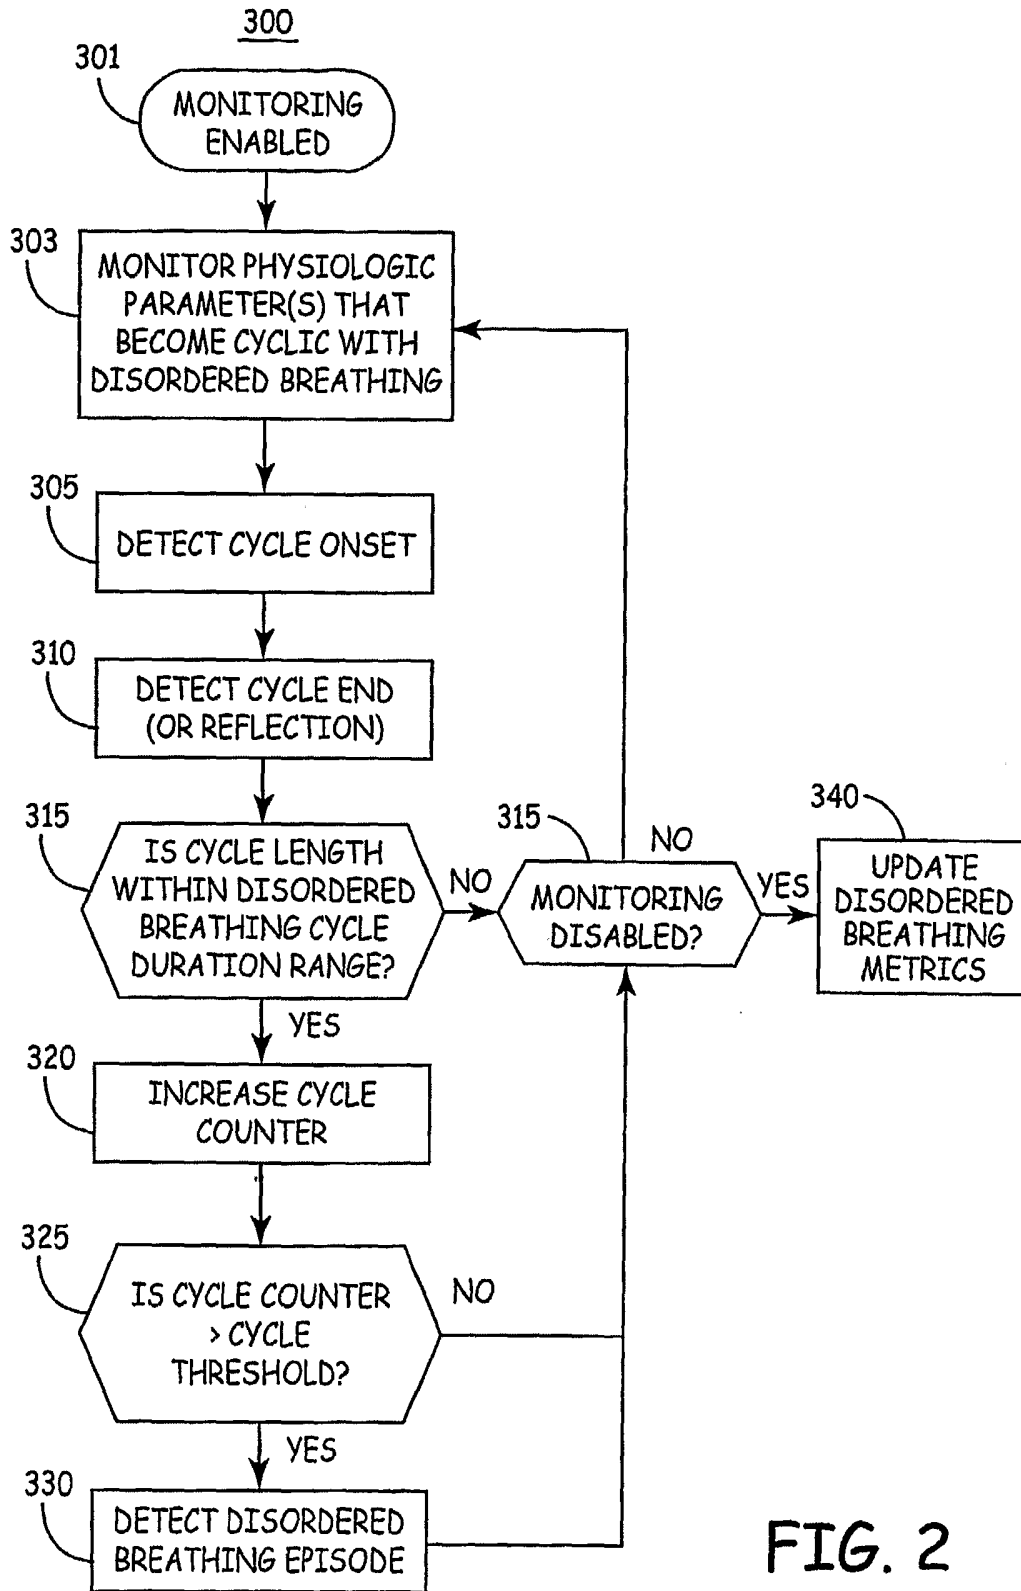 300
301
MONITORING
ENABLED
303
MONITOR PHYSIOLOGIC
PARAMETER(S) THAT
BECOME CYCLIC WITH
DISORDERED BREATHING
305
DETECT CYCLE ONSET
310
DETECT CYCLE END
(OR REFLECTION)
315
IS CYCLE LENGTH
WITHIN DISORDERED
BREATHING CYCLE
DURATION RANGE?
NO
YES
315
MONITORING
DISABLED?
NO
YES
340
UPDATE
DISORDERED
BREATHING
METRICS
320
INCREASE CYCLE
COUNTER
325
IS CYCLE COUNTER
> CYCLE
THRESHOLD?
NO
YES
330
DETECT DISORDERED
BREATHING EPISODE
FIG. 2